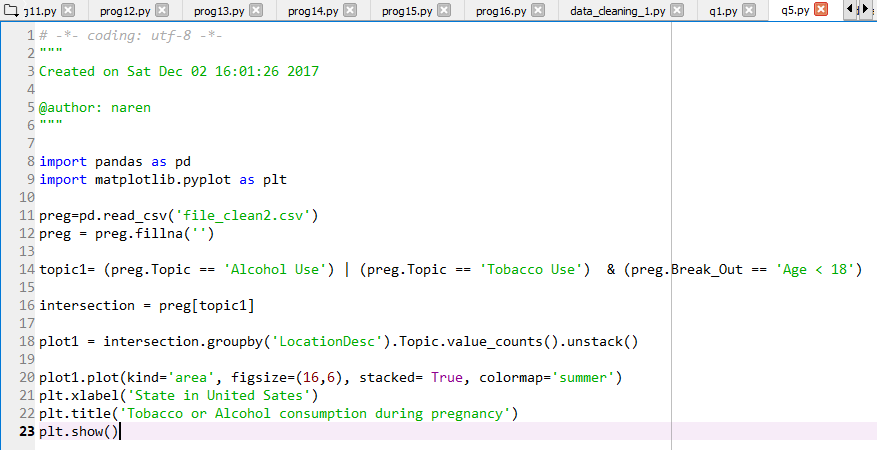 g11.py prog12.py prog13.py prog14.py prog15.py prog16.py data_cleaning_1.py q1.py q5.py
1 # -*- coding: utf-8 -*-
2 """
3 Created on Sat Dec 02 16:01:26 2017
4
5 @author: naren
6 """
7
8 import pandas as pd
9 import matplotlib.pyplot as plt
10
11 preg=pd.read_csv('file_clean2.csv')
12 preg = preg.fillna('')
13
14 topic1= (preg.Topic == 'Alcohol Use') | (preg.Topic == 'Tobacco Use')  & (preg.Break_Out == 'Age < 18')
15
16 intersection = preg[topic1]
17
18 plot1 = intersection.groupby('LocationDesc').Topic.value_counts().unstack()
19
20 plot1.plot(kind='area', figsize=(16,6), stacked= True, colormap='summer')
21 plt.xlabel('State in United Sates')
22 plt.title('Tobacco or Alcohol consumption during pregnancy')
23 plt.show()